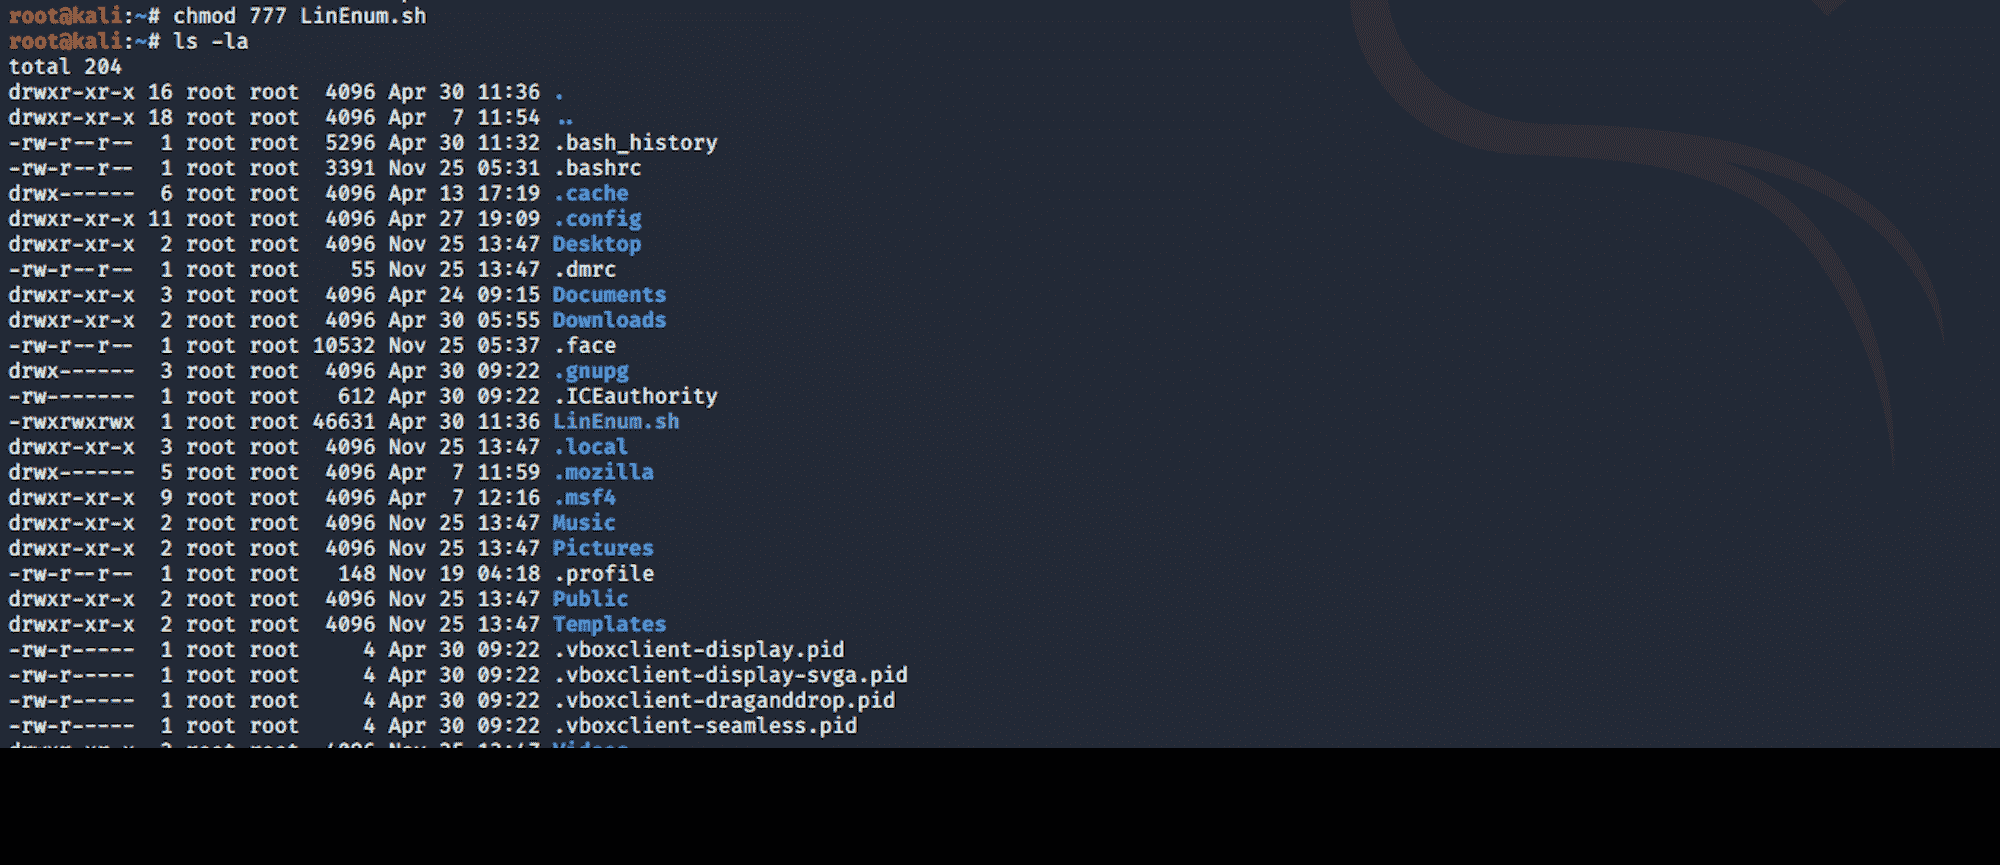 root@kali:~# chmod 777 LinEnum.sh
root@kali:~# ls -la
total 204
drwxr-xr-x 16 root root  4096 Apr 30 11:36 .
drwxr-xr-x 18 root root  4096 Apr  7 11:54 ..
-rw-r--r--  1 root root  5296 Apr 30 11:32 .bash_history
-rw-r--r--  1 root root  3391 Nov 25 05:31 .bashrc
drwx------  6 root root  4096 Apr 13 17:19 .cache
drwxr-xr-x 11 root root  4096 Apr 27 19:09 .config
drwxr-xr-x  2 root root  4096 Nov 25 13:47 Desktop
-rw-r--r--  1 root root    55 Nov 25 13:47 .dmrc
drwxr-xr-x  3 root root  4096 Apr 24 09:15 Documents
drwxr-xr-x  2 root root  4096 Apr 30 05:55 Downloads
-rw-r--r--  1 root root 10532 Nov 25 05:37 .face
drwx------  3 root root  4096 Apr 30 09:22 .gnupg
-rw-------  1 root root   612 Apr 30 09:22 .ICEauthority
-rwxrwxrwx  1 root root 46631 Apr 30 11:36 LinEnum.sh
drwxr-xr-x  3 root root  4096 Nov 25 13:47 .local
drwx------  5 root root  4096 Apr  7 11:59 .mozilla
drwxr-xr-x  9 root root  4096 Apr  7 12:16 .msf4
drwxr-xr-x  2 root root  4096 Nov 25 13:47 Music
drwxr-xr-x  2 root root  4096 Nov 25 13:47 Pictures
-rw-r--r--  1 root root   148 Nov 19 04:18 .profile
drwxr-xr-x  2 root root  4096 Nov 25 13:47 Public
drwxr-xr-x  2 root root  4096 Nov 25 13:47 Templates
-rw-r-----  1 root root     4 Apr 30 09:22 .vboxclient-display.pid
-rw-r-----  1 root root     4 Apr 30 09:22 .vboxclient-display-svga.pid
-rw-r-----  1 root root     4 Apr 30 09:22 .vboxclient-draganddrop.pid
-rw-r-----  1 root root     4 Apr 30 09:22 .vboxclient-seamless.pid